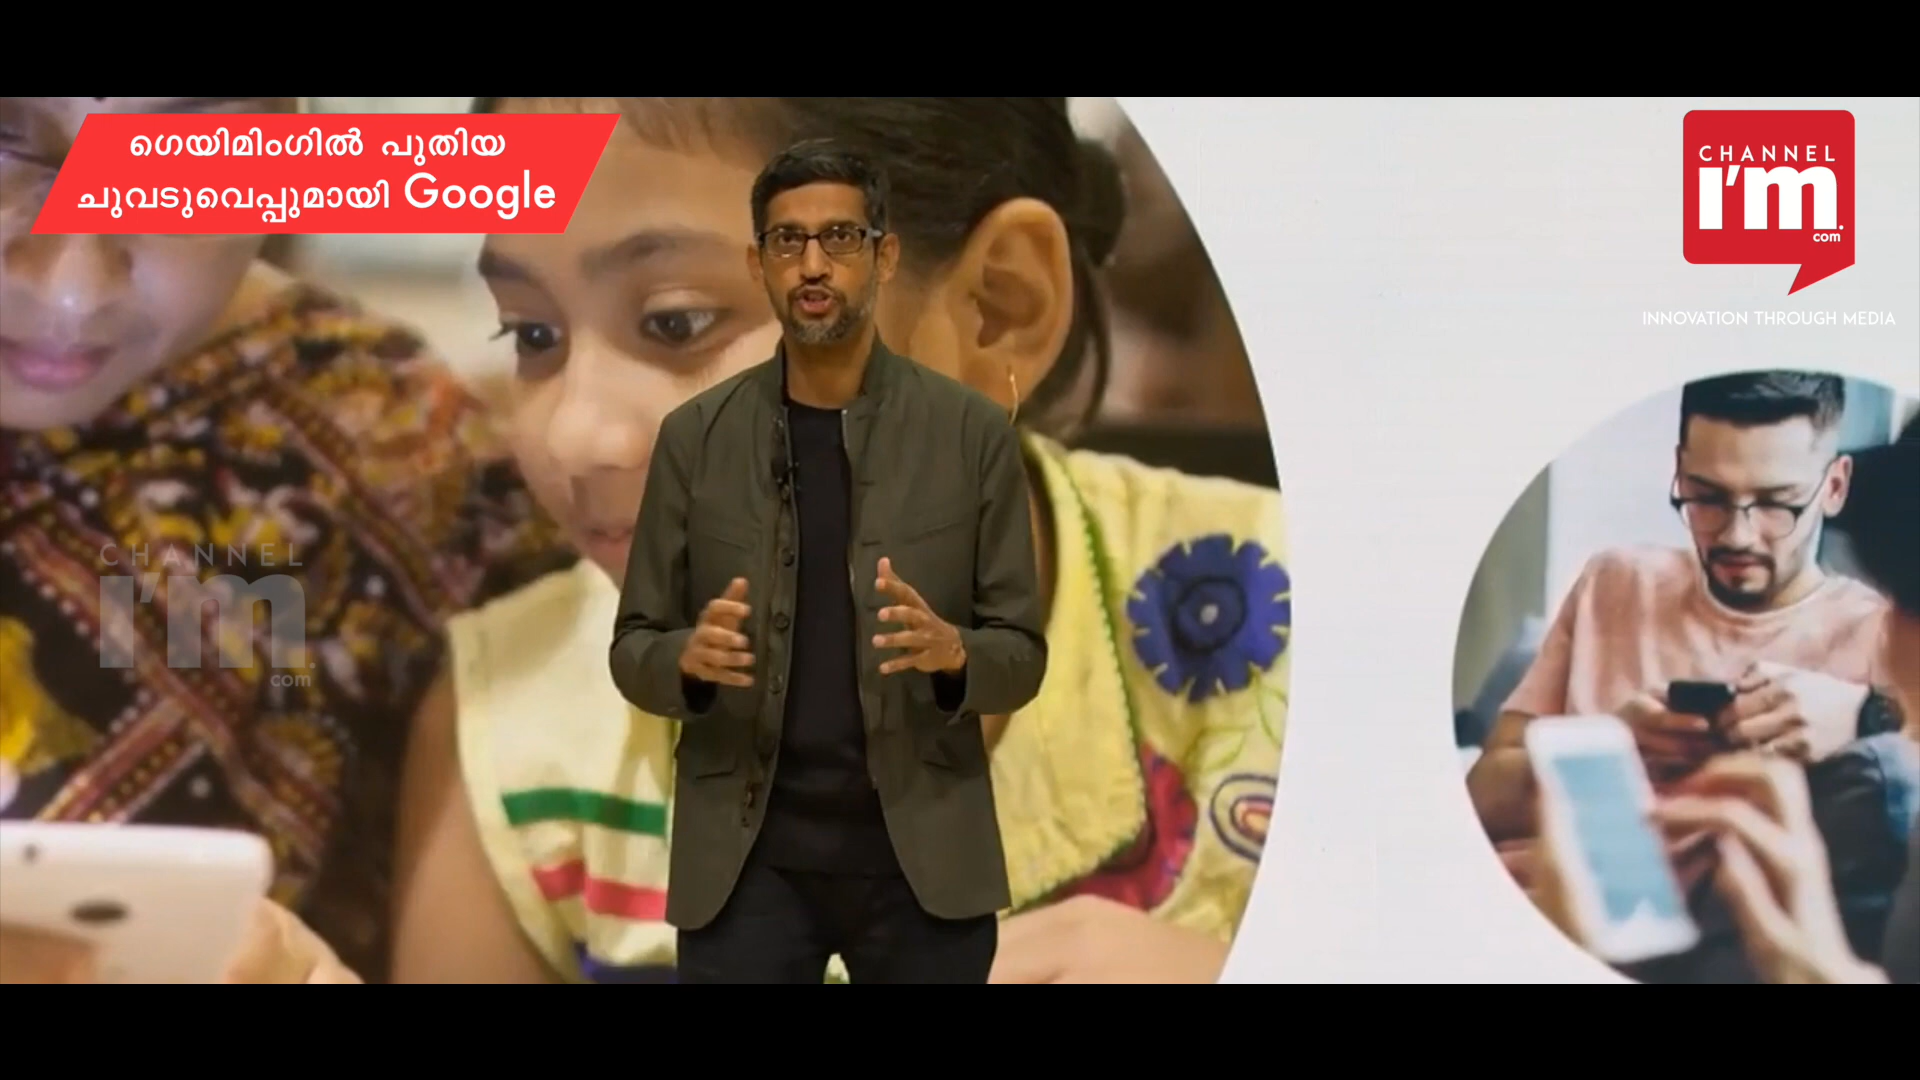 ഗെയിമിംഗിൽ പുതിയ
ചുവടുവെപ്പുമായി Google
CHANNEL
I'm.
com
INNOVATION THROUGH MEDIA
CHANNEL
I'm.
com